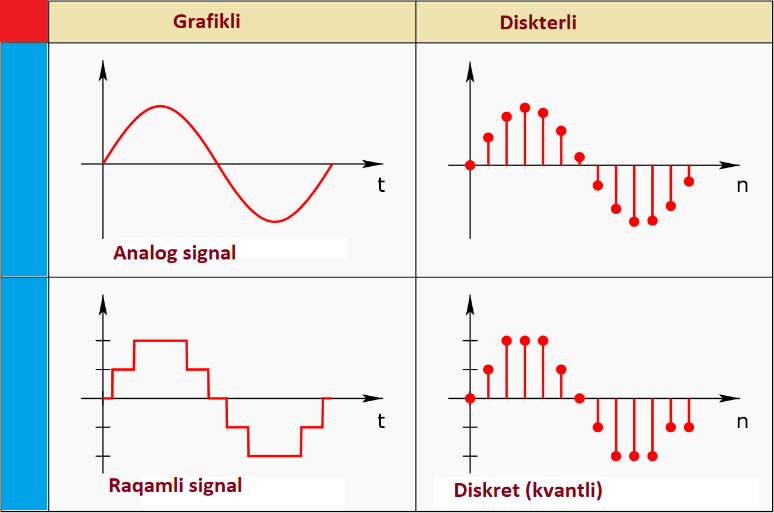 Grafikli
Diskterli
t
n
Analog signal
t
n
Raqamli signal
Diskret (kvantli)